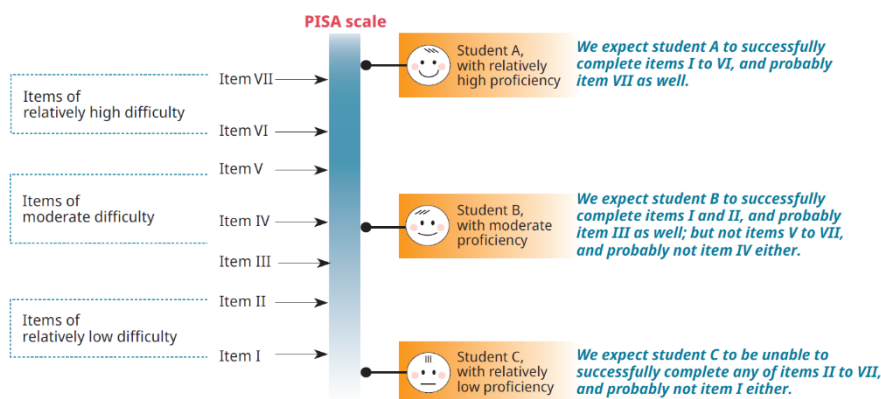 PISA scale
Item VII
Item VI
Item V
Item IV
Item III
Item II
Item I
Items of
relatively high difficulty
Items of
moderate difficulty
Items of
relatively low difficulty
Student A,
with relatively
high proficiency
We expect student A to successfully
complete items I to VI, and probably
item VII as well.
Student B,
with moderate
proficiency
We expect student B to successfully
complete items I and II, and probably
item III as well; but not items V to VII,
and probably not item IV either.
Student C,
with relatively
low proficiency
We expect student C to be unable to
successfully complete any of items II to VII,
and probably not item I either.